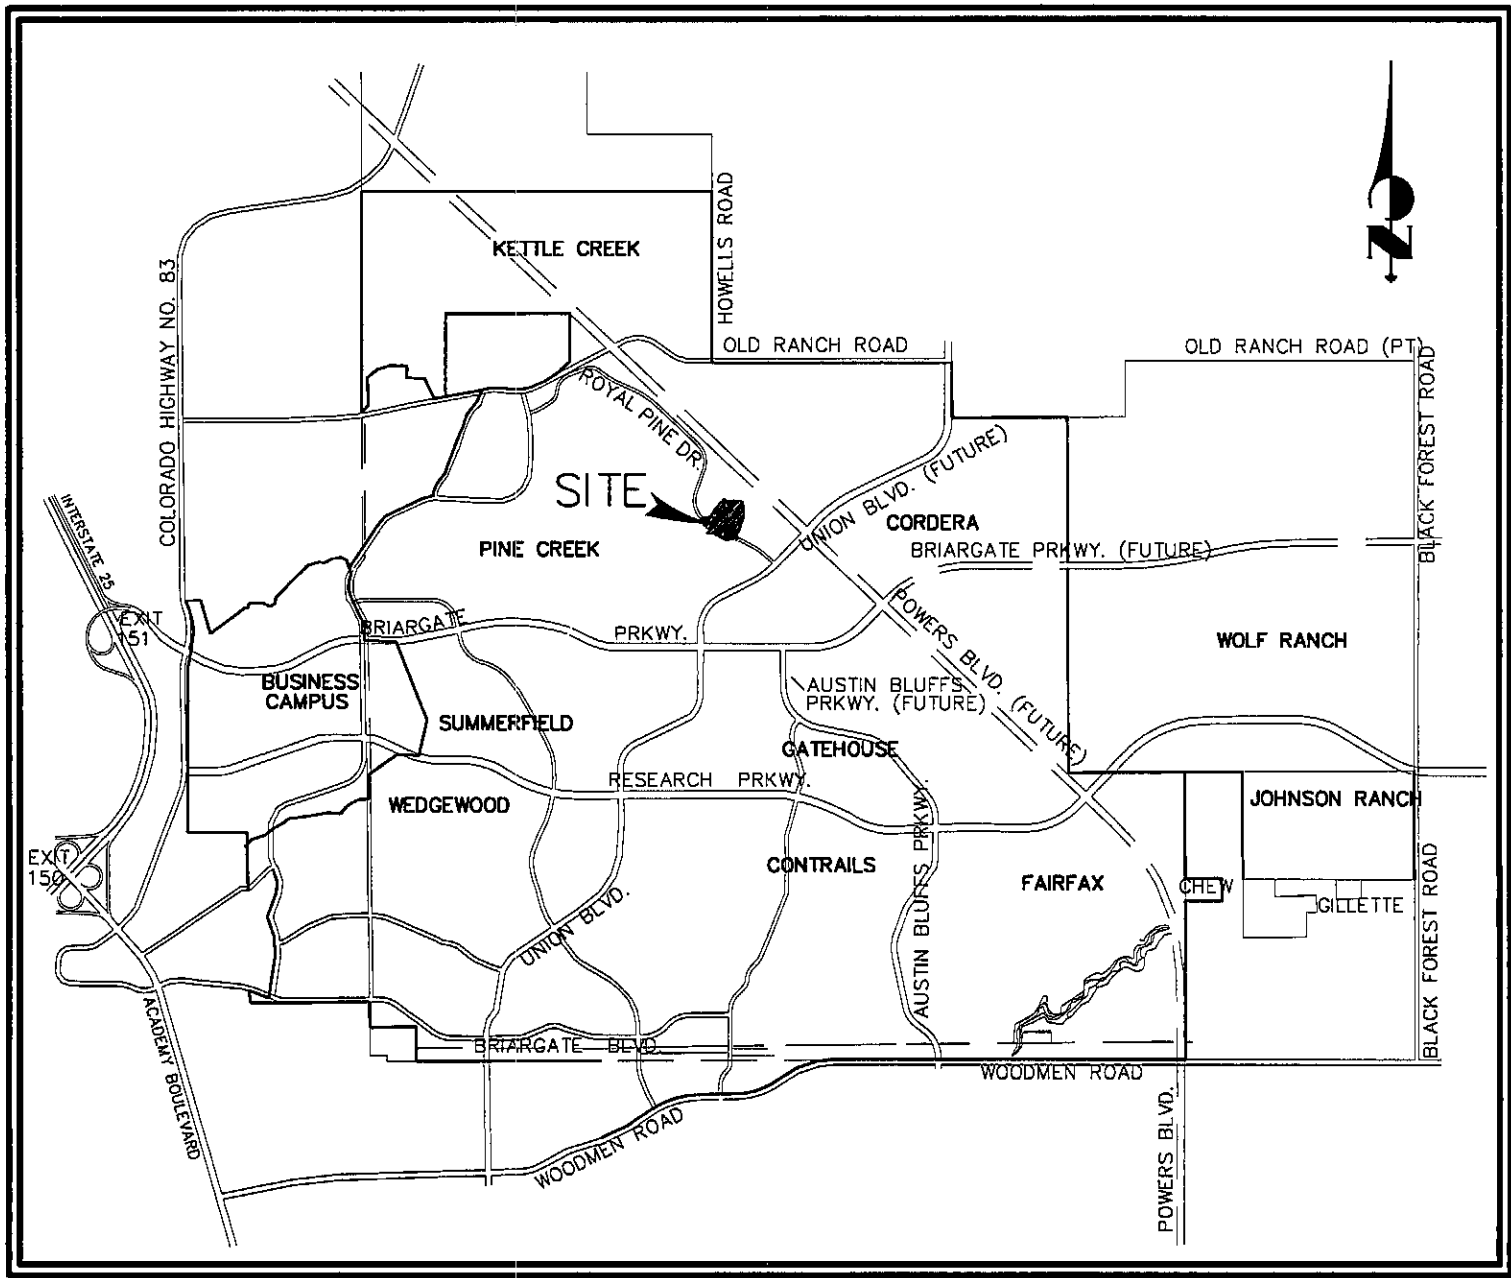 KETTLE CREEK
HOWELLS ROAD
N
COLORADO HIGHWAY NO. 83
OLD RANCH ROAD
OLD RANCH ROAD (PT)
BLACK FOREST ROAD
ROYAL PINE DR.
SITE
UNION BLVD. (FUTURE)
CORDERA
PINE CREEK
BRIARGATE PRKWY. (FUTURE)
INTERSTATE 25
EXIT
151
BRIARGATE PRKWY.
POWERS BLVD. (FUTURE)
WOLF RANCH
BUSINESS
CAMPUS
AUSTIN BLUFFS
PRKWY. (FUTURE)
SUMMERFIELD
GATEHOUSE
RESEARCH PRKWY.
WEDGEWOOD
JOHNSON RANCH
EXIT
150
CONTRAILS
AUSTIN BLUFFS PRKWY.
FAIRFAX
CHEW
GILLETTE
UNION BLVD.
BLACK FOREST ROAD
ACADEMY BOULEVARD
BRIARGATE BLVD.
WOODMEN ROAD
WOODMEN ROAD
POWERS BLVD.